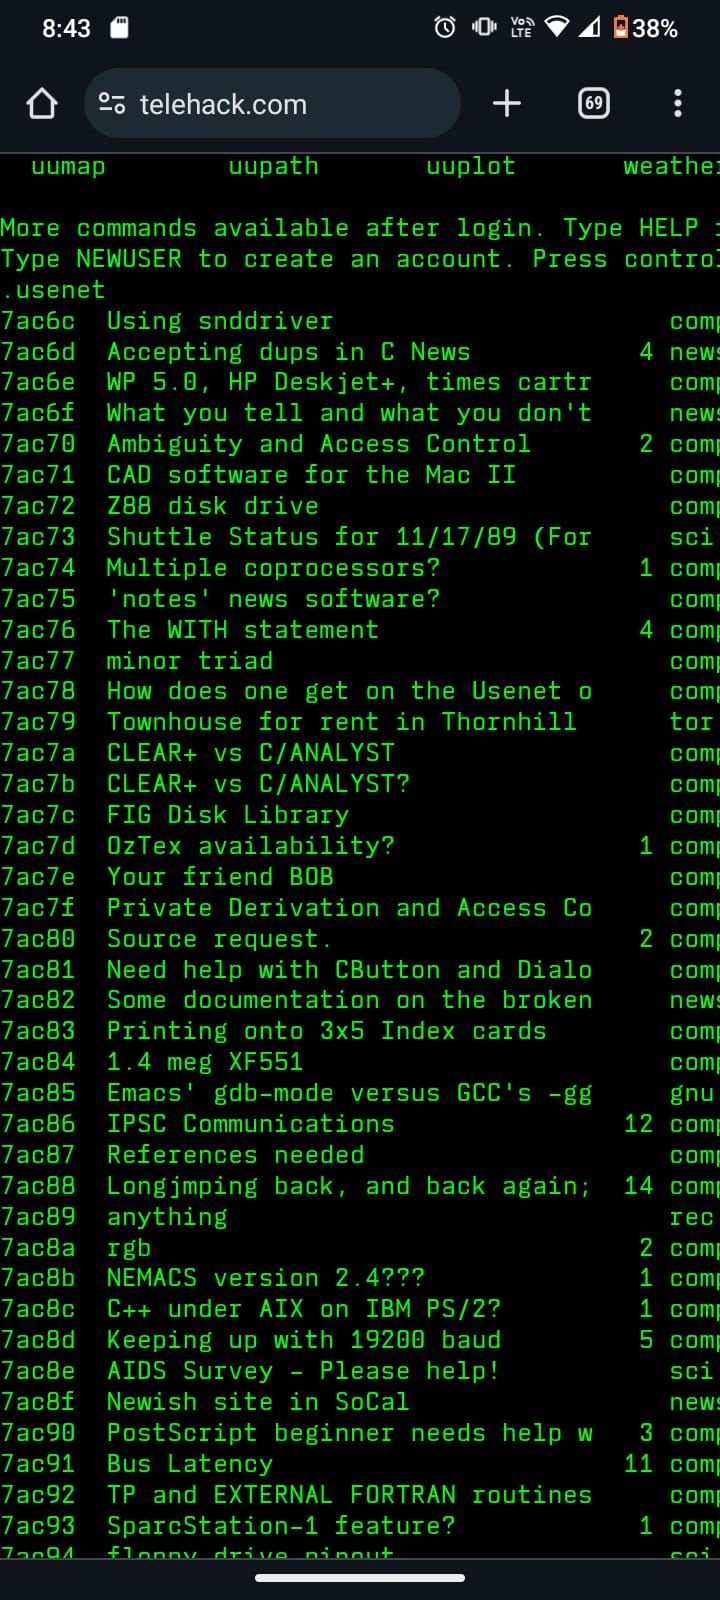 8:43 Vo LTE 38%
telehack.com 69
uumap uupath uuplot weather
More commands available after login. Type HELP
Type NEWUSER to create an account. Press control
.usenet
7ac6c Using snddriver comp
7ac6d Accepting dups in C News 4 news
7ac6e WP 5.0, HP Deskjet+, times cartr comp
7ac6f What you tell and what you don't news
7ac70 Ambiguity and Access Control 2 comp
7ac71 CAD software for the Mac II comp
7ac72 Z88 disk drive comp
7ac73 Shuttle Status for 11/17/89 (For sci
7ac74 Multiple coprocessors? 1 comp
7ac75 'notes' news software? comp
7ac76 The WITH statement 4 comp
7ac77 minor triad comp
7ac78 How does one get on the Usenet o comp
7ac79 Townhouse for rent in Thornhill tor
7ac7a CLEAR+ vs C/ANALYST comp
7ac7b CLEAR+ vs C/ANALYST? comp
7ac7c FIG Disk Library comp
7ac7d OzTex availability? 1 comp
7ac7e Your friend BOB comp
7ac7f Private Derivation and Access Co comp
7ac80 Source request. 2 comp
7ac81 Need help with CButton and Dialo comp
7ac82 Some documentation on the broken news
7ac83 Printing onto 3x5 Index cards comp
7ac84 1.4 meg XF551 comp
7ac85 Emacs' gdb-mode versus GCC's -gg gnu
7ac86 IPSC Communications 12 comp
7ac87 References needed comp
7ac88 Longjmping back, and back again; 14 comp
7ac89 anything rec
7ac8a rgb 2 comp
7ac8b NEMACS version 2.4??? 1 comp
7ac8c C++ under AIX on IBM PS/2? 1 comp
7ac8d Keeping up with 19200 baud 5 comp
7ac8e AIDS Survey - Please help! sci
7ac8f Newish site in SoCal news
7ac90 PostScript beginner needs help w 3 comp
7ac91 Bus Latency 11 comp
7ac92 TP and EXTERNAL FORTRAN routines comp
7ac93 SparcStation-1 feature? 1 comp
7ac94 floppy drive pinout sci